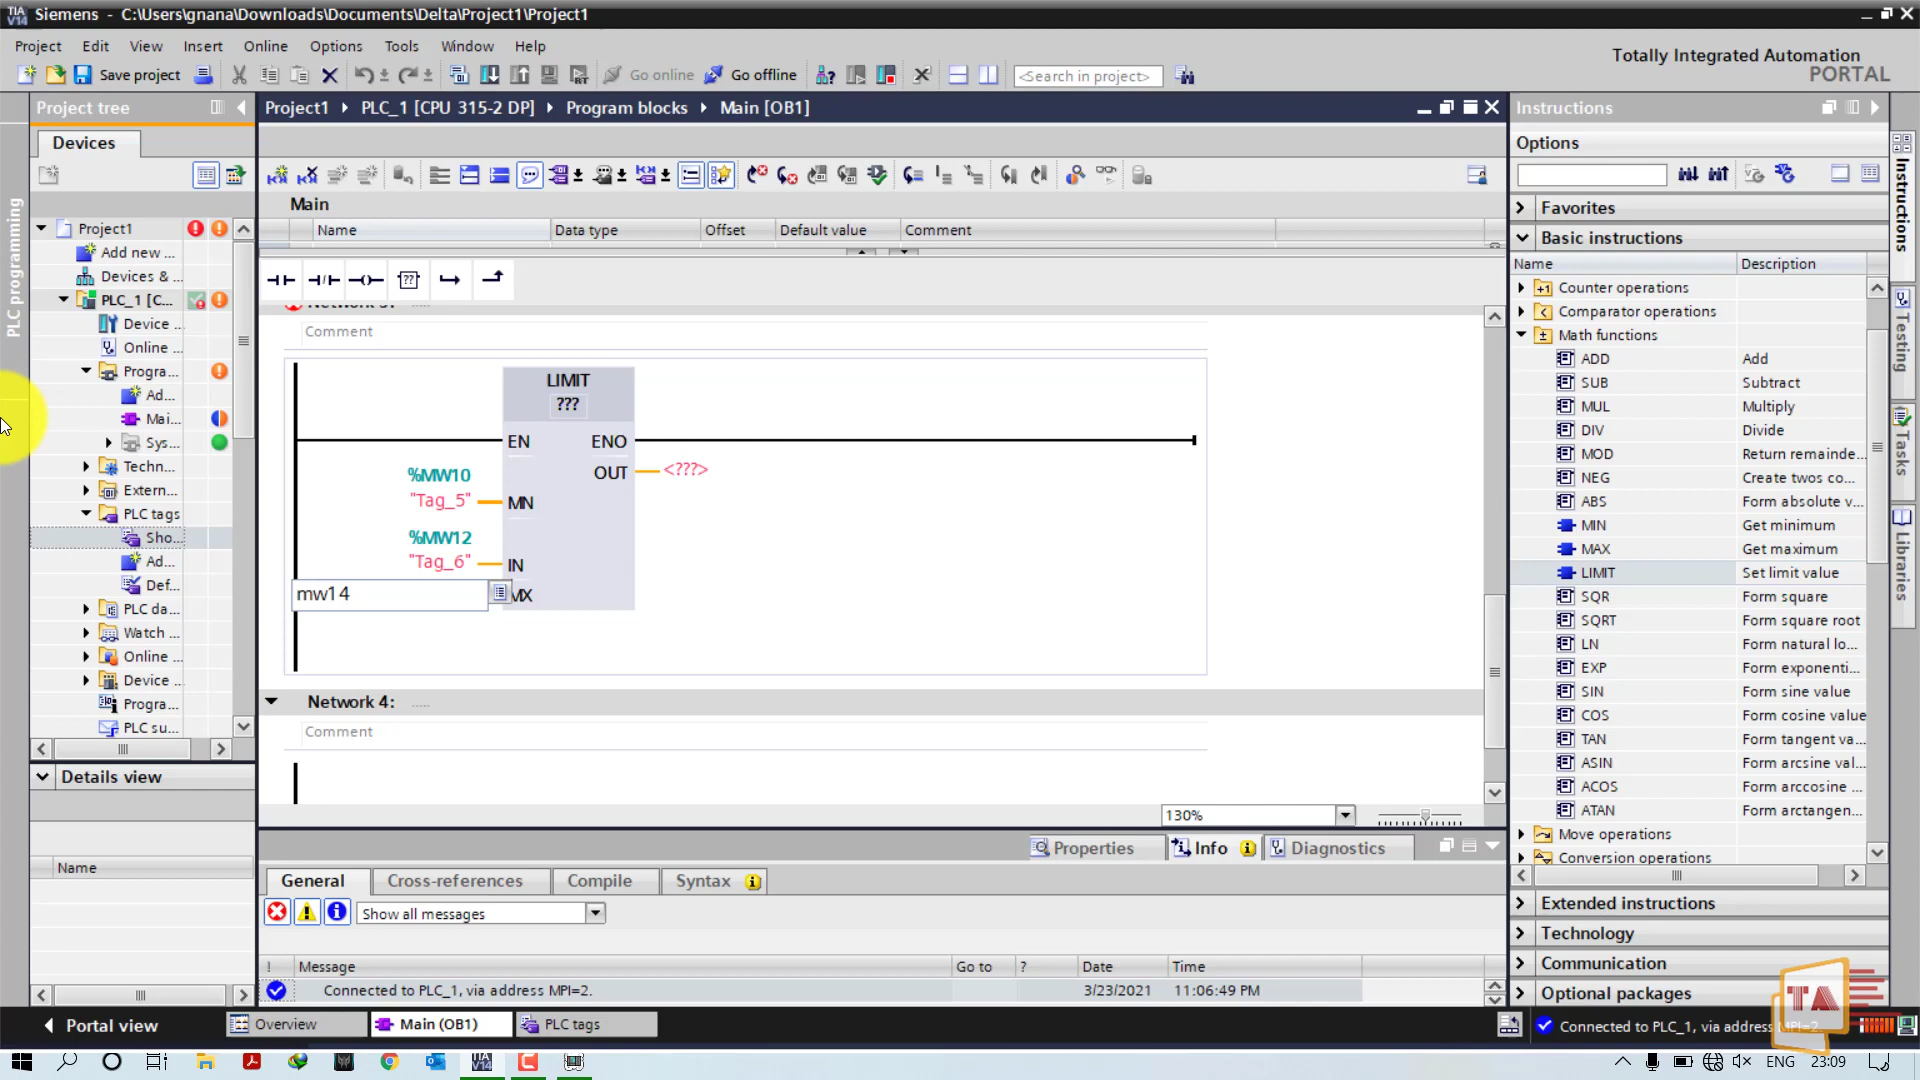 Siemens - C:\Users\gnana\Downloads\Documents\Delta\Project1\Project1
TIA V14
Project Edit View Insert Online Options Tools Window Help
Totally Integrated Automation
PORTAL
Save project
Go online
Go offline
<Search in project>
Project tree
Devices
PLC programming
Project1
Add new ...
Devices & ...
PLC_1 [C...
Device ...
Online ...
Progra...
Ad...
Mai...
Sys...
Techn...
Extern...
PLC tags
Sho...
Ad...
Def...
PLC da...
Watch ...
Online ...
Device ...
Progra...
PLC su...
Details view
Name
Project1 PLC_1 [CPU 315-2 DP] Program blocks Main [OB1]
Main
Name Data type Offset Default value Comment
??
Comment
LIMIT
???
EN ENO
%MW10
"Tag_5"
MN
OUT
<???>
%MW12
"Tag_6"
IN
mw14
MX
Network 4: .....
Comment
130%
Properties Info Diagnostics
General Cross-references Compile Syntax
Show all messages
! Message Go to ? Date Time
Connected to PLC_1, via address MPI=2. 3/23/2021 11:06:49 PM
Instructions
Options
Favorites
Basic instructions
Name Description
Counter operations
Comparator operations
Math functions
ADD Add
SUB Subtract
MUL Multiply
DIV Divide
MOD Return remainde...
NEG Create twos co...
ABS Form absolute v...
MIN Get minimum
MAX Get maximum
LIMIT Set limit value
SQR Form square
SQRT Form square root
LN Form natural lo...
EXP Form exponenti...
SIN Form sine value
COS Form cosine value
TAN Form tangent va...
ASIN Form arcsine val...
ACOS Form arccosine ...
ATAN Form arctangen...
Move operations
Conversion operations
Extended instructions
Technology
Communication
Optional packages
Instructions
Testing
Tasks
Libraries
TA
Portal view
Overview
Main (OB1)
PLC tags
Connected to PLC_1, via address MPI=2.
ENG 23:09